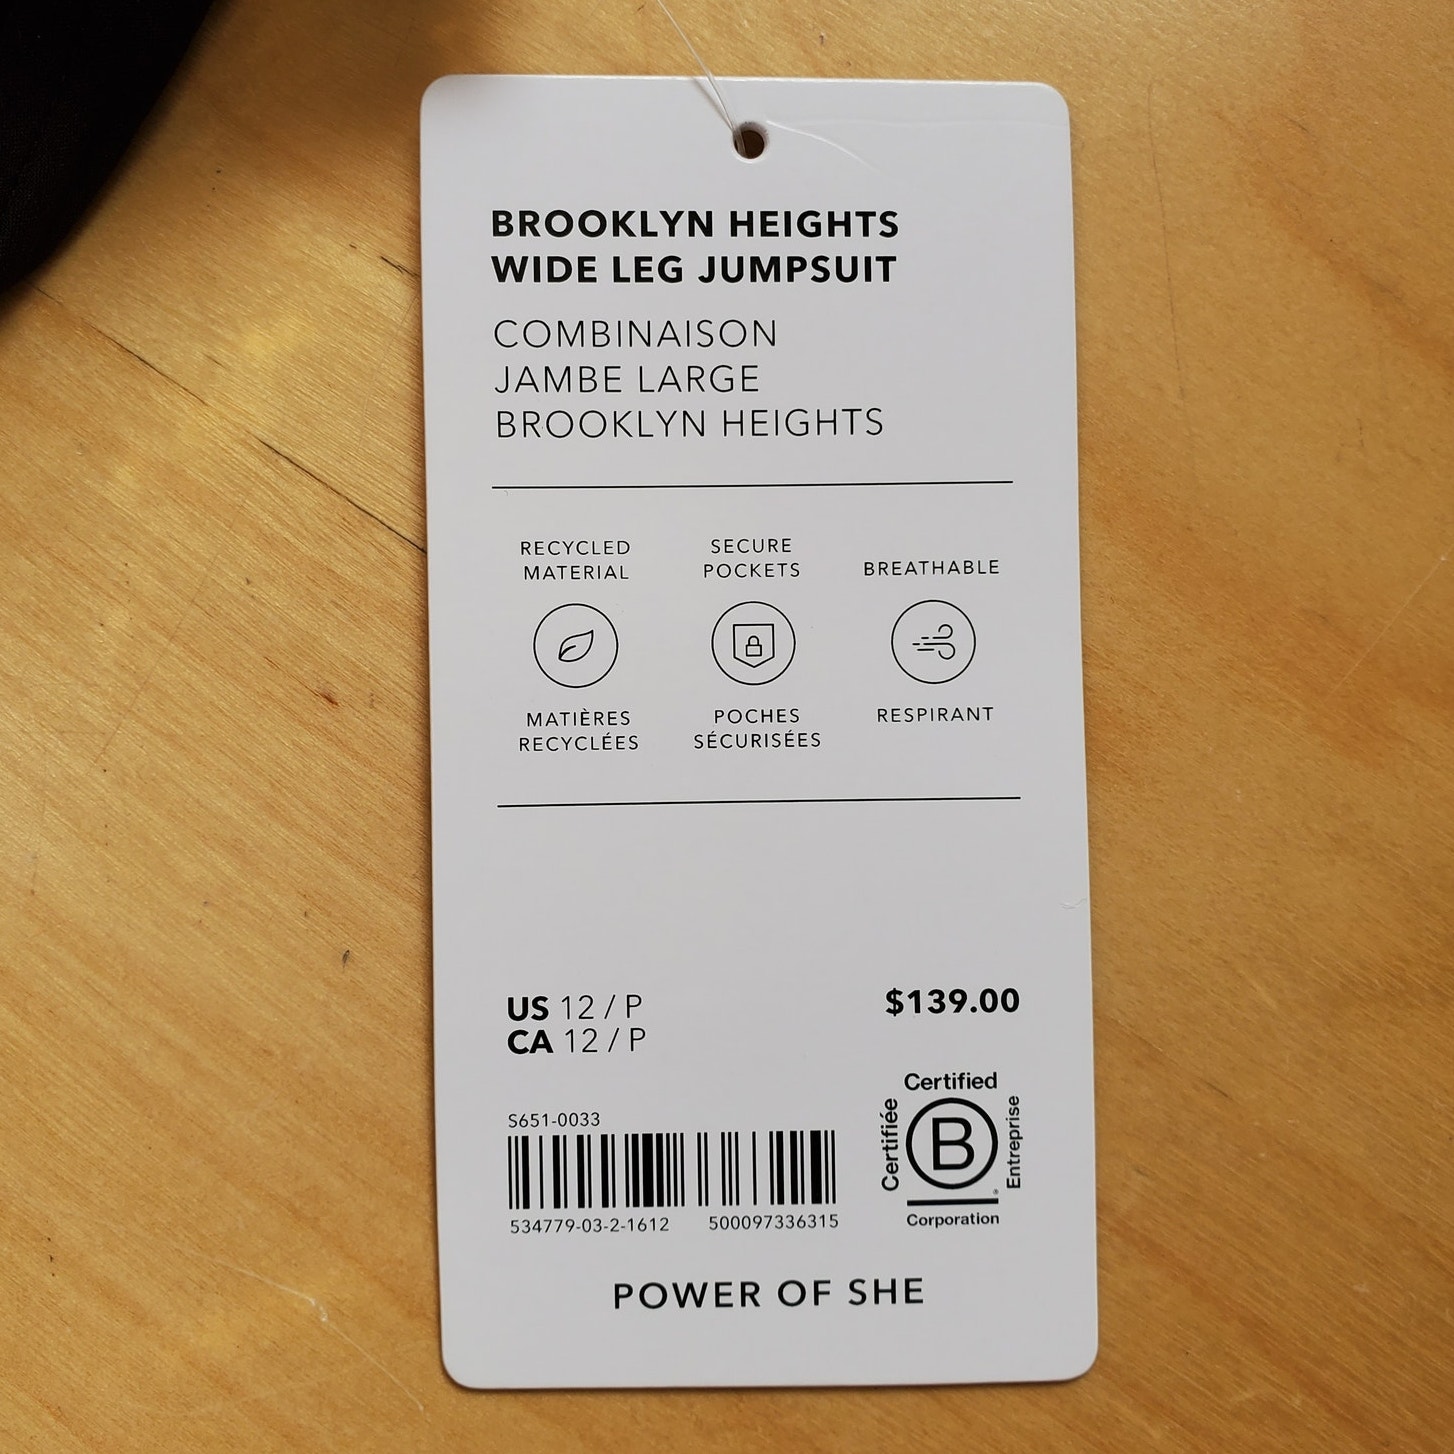 BROOKLYN HEIGHTS
WIDE LEG JUMPSUIT
COMBINAISON
JAMBE LARGE
BROOKLYN HEIGHTS
RECYCLED
MATERIAL
MATIÈRES
RECYCLÉES
SECURE
POCKETS
POCHES
SÉCURISÉES
BREATHABLE
RESPIRANT
US 12 / P
CA 12 / P
$139.00
S651-0033
534779-03-2-1612 500097336315
Certified
Certifiée
B
®
Entreprise
Corporation
POWER OF SHE